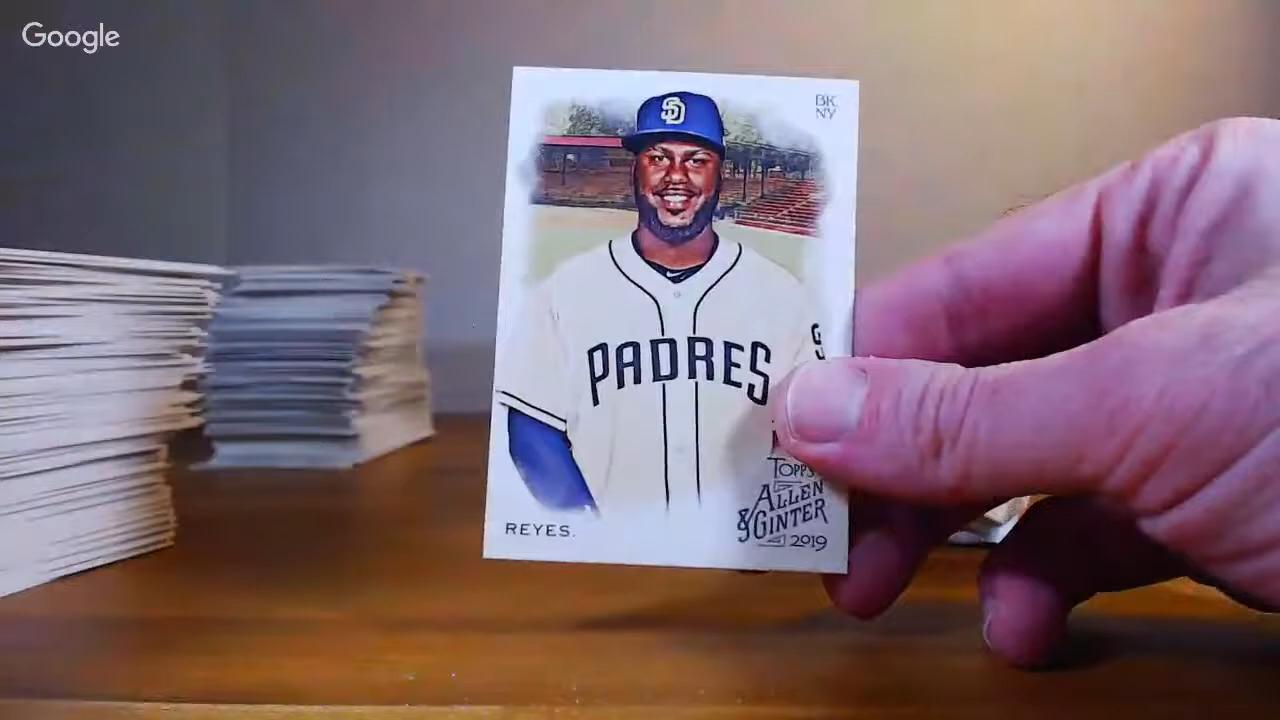 Google
BK
NY
SD
PADRES
TOPPS
ALLEN
& GINTER
2019
REYES.